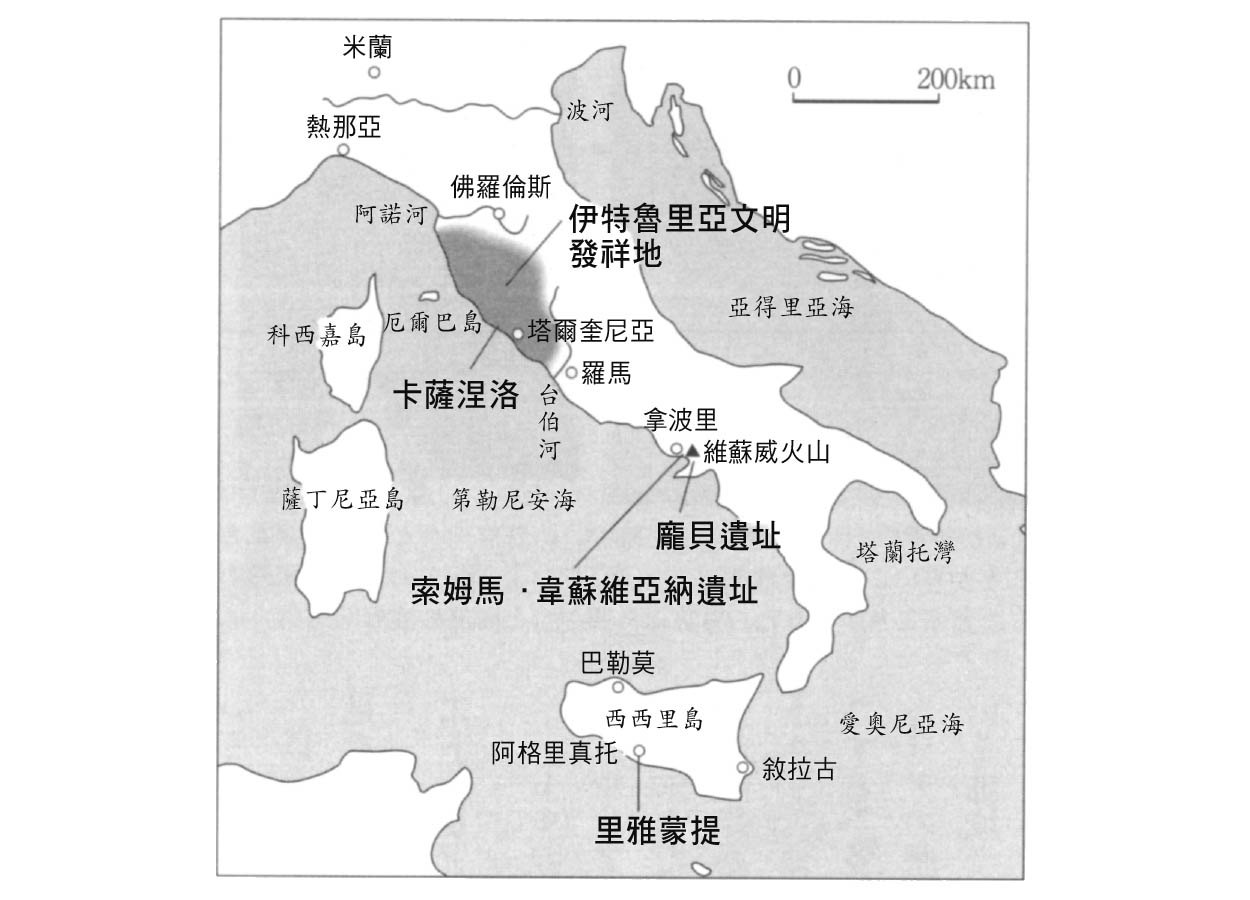 米蘭
0 200km
波河
熱那亞
佛羅倫斯
阿諾河
伊特魯里亞文明
發祥地
亞得里亞海
科西嘉島
厄爾巴島
塔爾奎尼亞
羅馬
卡薩涅洛
台伯河
拿波里
維蘇威火山
薩丁尼亞島
第勒尼安海
龐貝遺址
塔蘭托灣
索姆馬·韋蘇維亞納遺址
巴勒莫
西西里島
愛奧尼亞海
阿格里真托
敘拉古
里雅蒙提